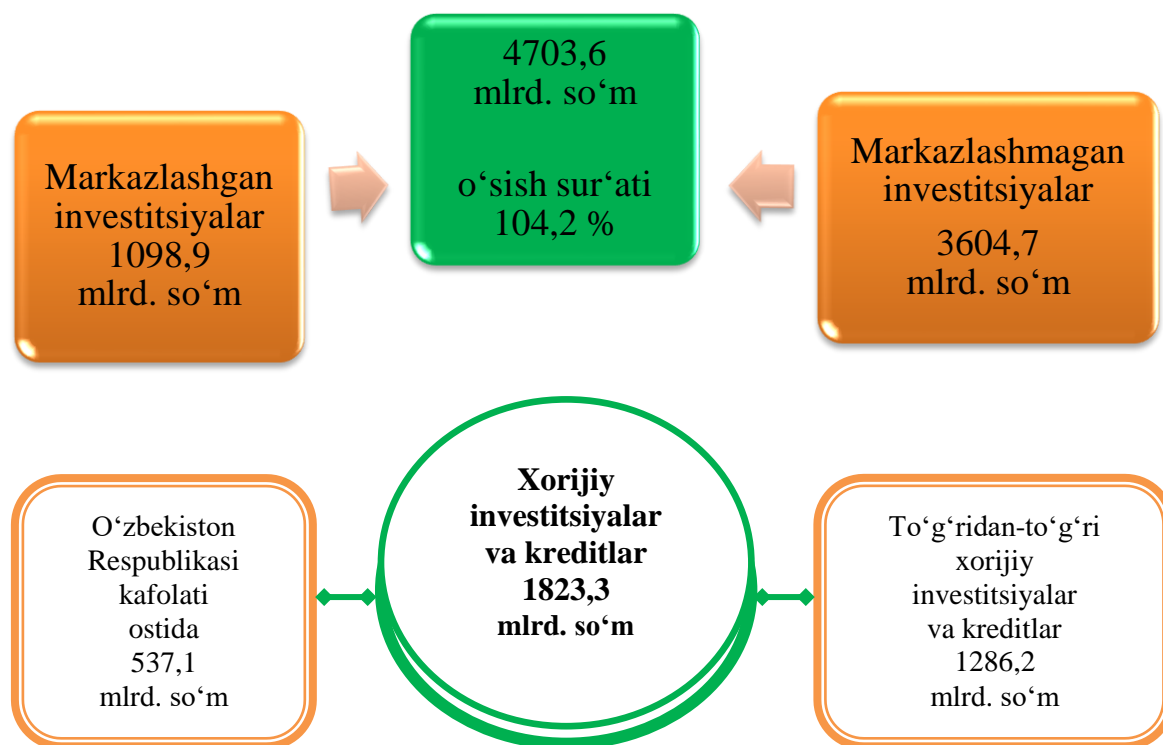 4703,6
mlrd. so‘m
o‘sish sur‘ati
104,2 %
Markazlashgan
investitsiyalar
1098,9
mlrd. so‘m
Markazlashmagan
investitsiyalar
3604,7
mlrd. so‘m
Xorijiy
investitsiyalar
va kreditlar
1823,3
mlrd. so‘m
O‘zbekiston
Respublikasi
kafolati
ostida
537,1
mlrd. so‘m
To‘g‘ridan-to‘g‘ri
xorijiy
investitsiyalar
va kreditlar
1286,2
mlrd. so‘m